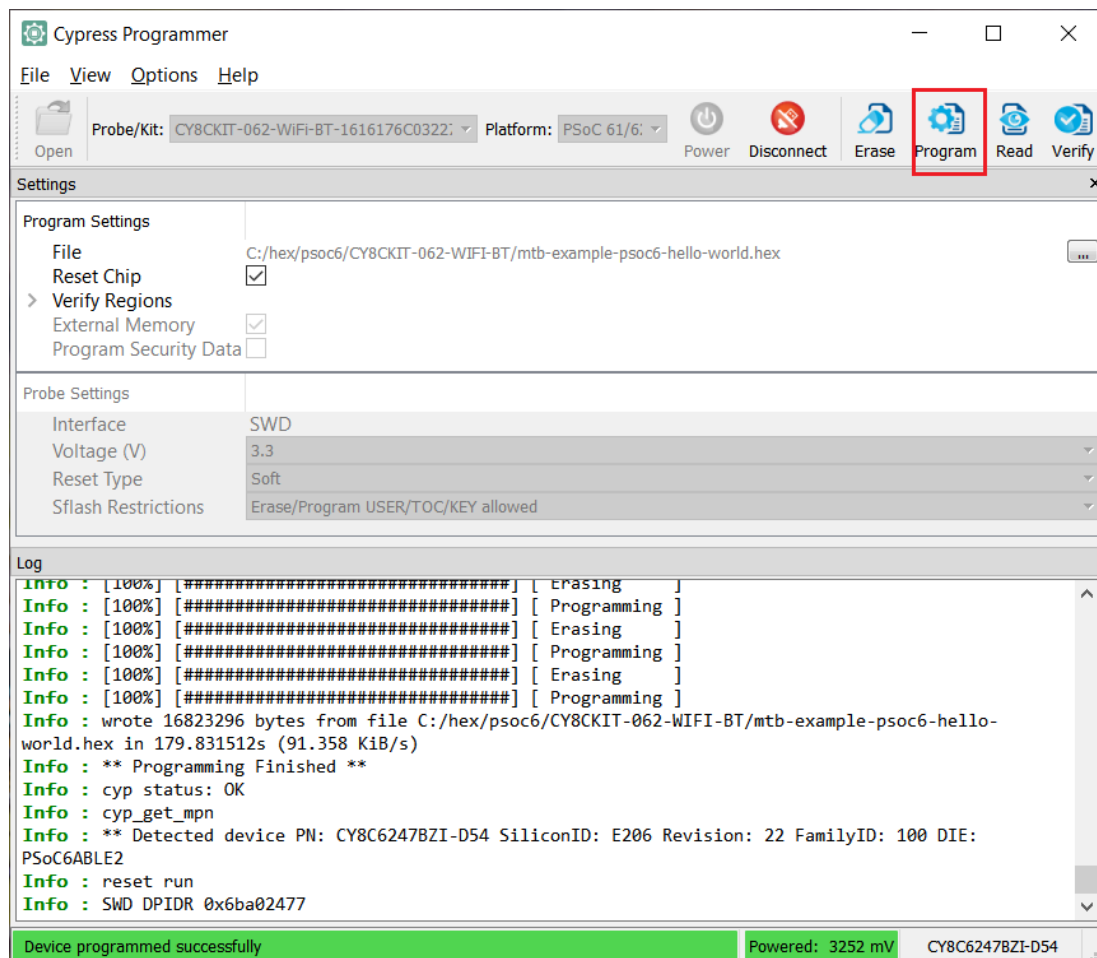 Cypress Programmer
File View Options Help
Open
Probe/Kit: CY8CKIT-062-WiFi-BT-1616176C0322 Platform: PSoC 61/6
Power Disconnect Erase Program Read Verify
Settings
Program Settings
File C:/hex/psoc6/CY8CKIT-062-WIFI-BT/mtb-example-psoc6-hello-world.hex ...
Reset Chip
Verify Regions
External Memory
Program Security Data
Probe Settings
Interface SWD
Voltage (V) 3.3
Reset Type Soft
Sflash Restrictions Erase/Program USER/TOC/KEY allowed
Log
Info : [100%] [################################] [ Erasing ]
Info : [100%] [################################] [ Programming ]
Info : [100%] [################################] [ Erasing ]
Info : [100%] [################################] [ Programming ]
Info : [100%] [################################] [ Erasing ]
Info : [100%] [################################] [ Programming ]
Info : wrote 16823296 bytes from file C:/hex/psoc6/CY8CKIT-062-WIFI-BT/mtb-example-psoc6-hello-
world.hex in 179.831512s (91.358 KiB/s)
Info : ** Programming Finished **
Info : cyp status: OK
Info : cyp_get_mpn
Info : ** Detected device PN: CY8C6247BZI-D54 SiliconID: E206 Revision: 22 FamilyID: 100 DIE:
PSoC6ABLE2
Info : reset run
Info : SWD DPIDR 0x6ba02477
Device programmed successfully Powered: 3252 mV CY8C6247BZI-D54